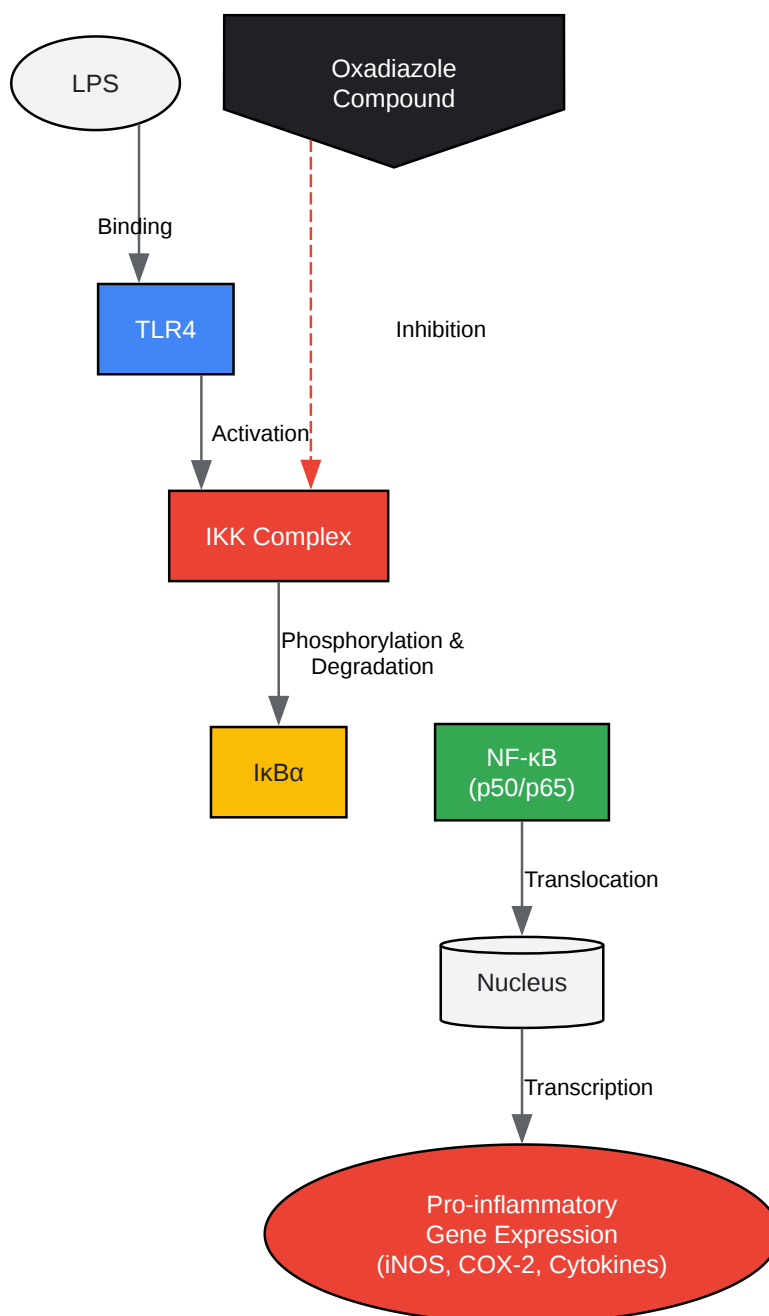 LPS
Oxadiazole
Compound
Binding
TLR4
Inhibition
Activation
IKK Complex
Phosphorylation &
Degradation
IκBα
NF-κB
(p50/p65)
Translocation
Nucleus
Transcription
Pro-inflammatory
Gene Expression
(iNOS, COX-2, Cytokines)